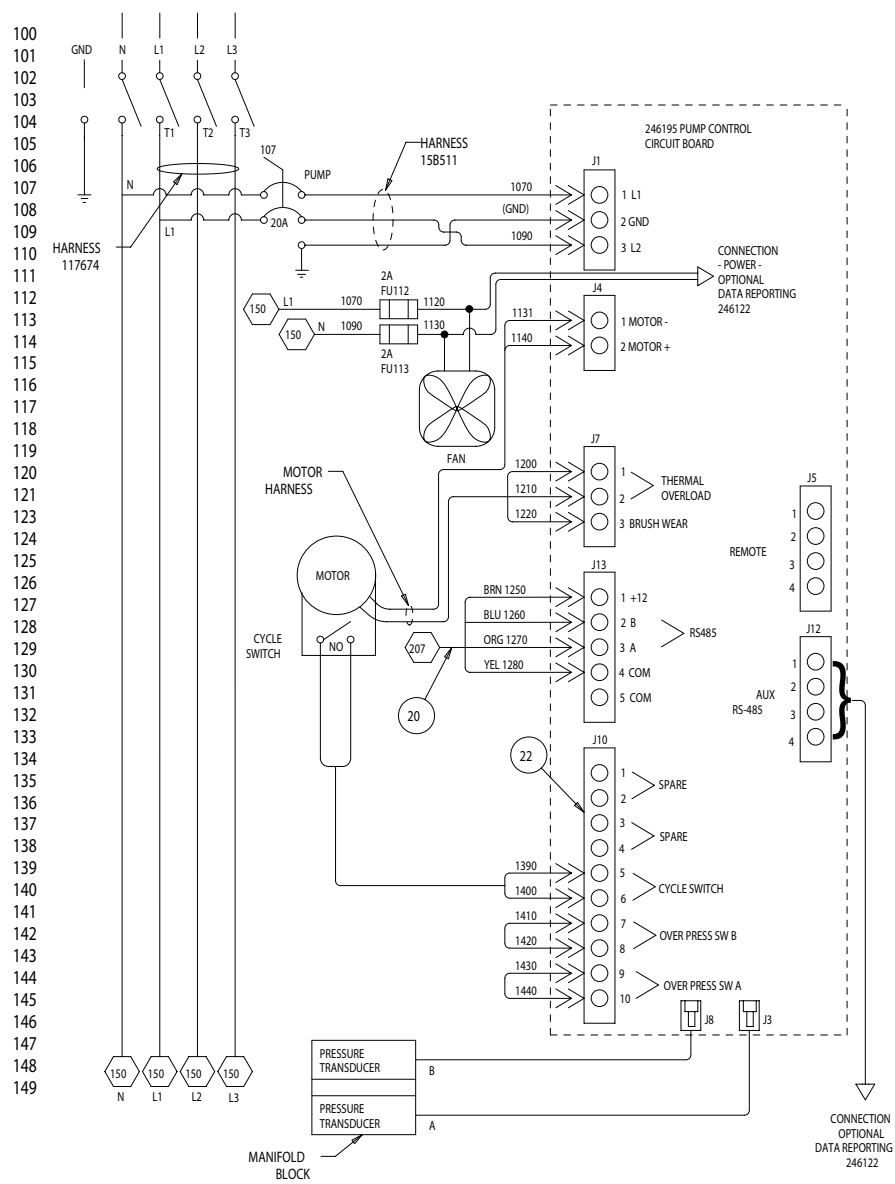 100
101
102
103
104
105
106
107
108
109
110
111
112
113
114
115
116
117
118
119
120
121
123
124
125
126
127
128
129
130
131
132
133
134
135
136
137
138
139
140
141
142
143
144
145
146
147
148
149
GND
N
L1
L2
L3
T1
T2
T3
N
L1
HARNESS
117674
107
PUMP
20A
HARNESS
15B511
1070
(GND)
1090
246195 PUMP CONTROL
CIRCUIT BOARD
J1
1 L1
2 GND
3 L2
CONNECTION
- POWER -
OPTIONAL
DATA REPORTING
246122
150
L1
1070
2A
FU112
1120
150
N
1090
1130
2A
FU113
FAN
J4
1131
1 MOTOR -
1140
2 MOTOR +
J7
1200
1
1210
2
THERMAL
OVERLOAD
1220
3 BRUSH WEAR
MOTOR
HARNESS
MOTOR
CYCLE
SWITCH
NO
J13
BRN 1250
1 +12
BLU 1260
2 B
ORG 1270
3 A
YEL 1280
4 COM
5 COM
RS485
207
20
J5
REMOTE
1
2
3
4
J12
AUX
RS-485
1
2
3
4
22
J10
1
2
SPARE
3
4
SPARE
1390
5
1400
6
CYCLE SWITCH
1410
7
1420
8
OVER PRESS SW B
1430
9
1440
10
OVER PRESS SW A
J8
J3
PRESSURE
TRANSDUCER
B
PRESSURE
TRANSDUCER
A
MANIFOLD
BLOCK
150
150
150
150
N
L1
L2
L3
CONNECTION
OPTIONAL
DATA REPORTING
246122